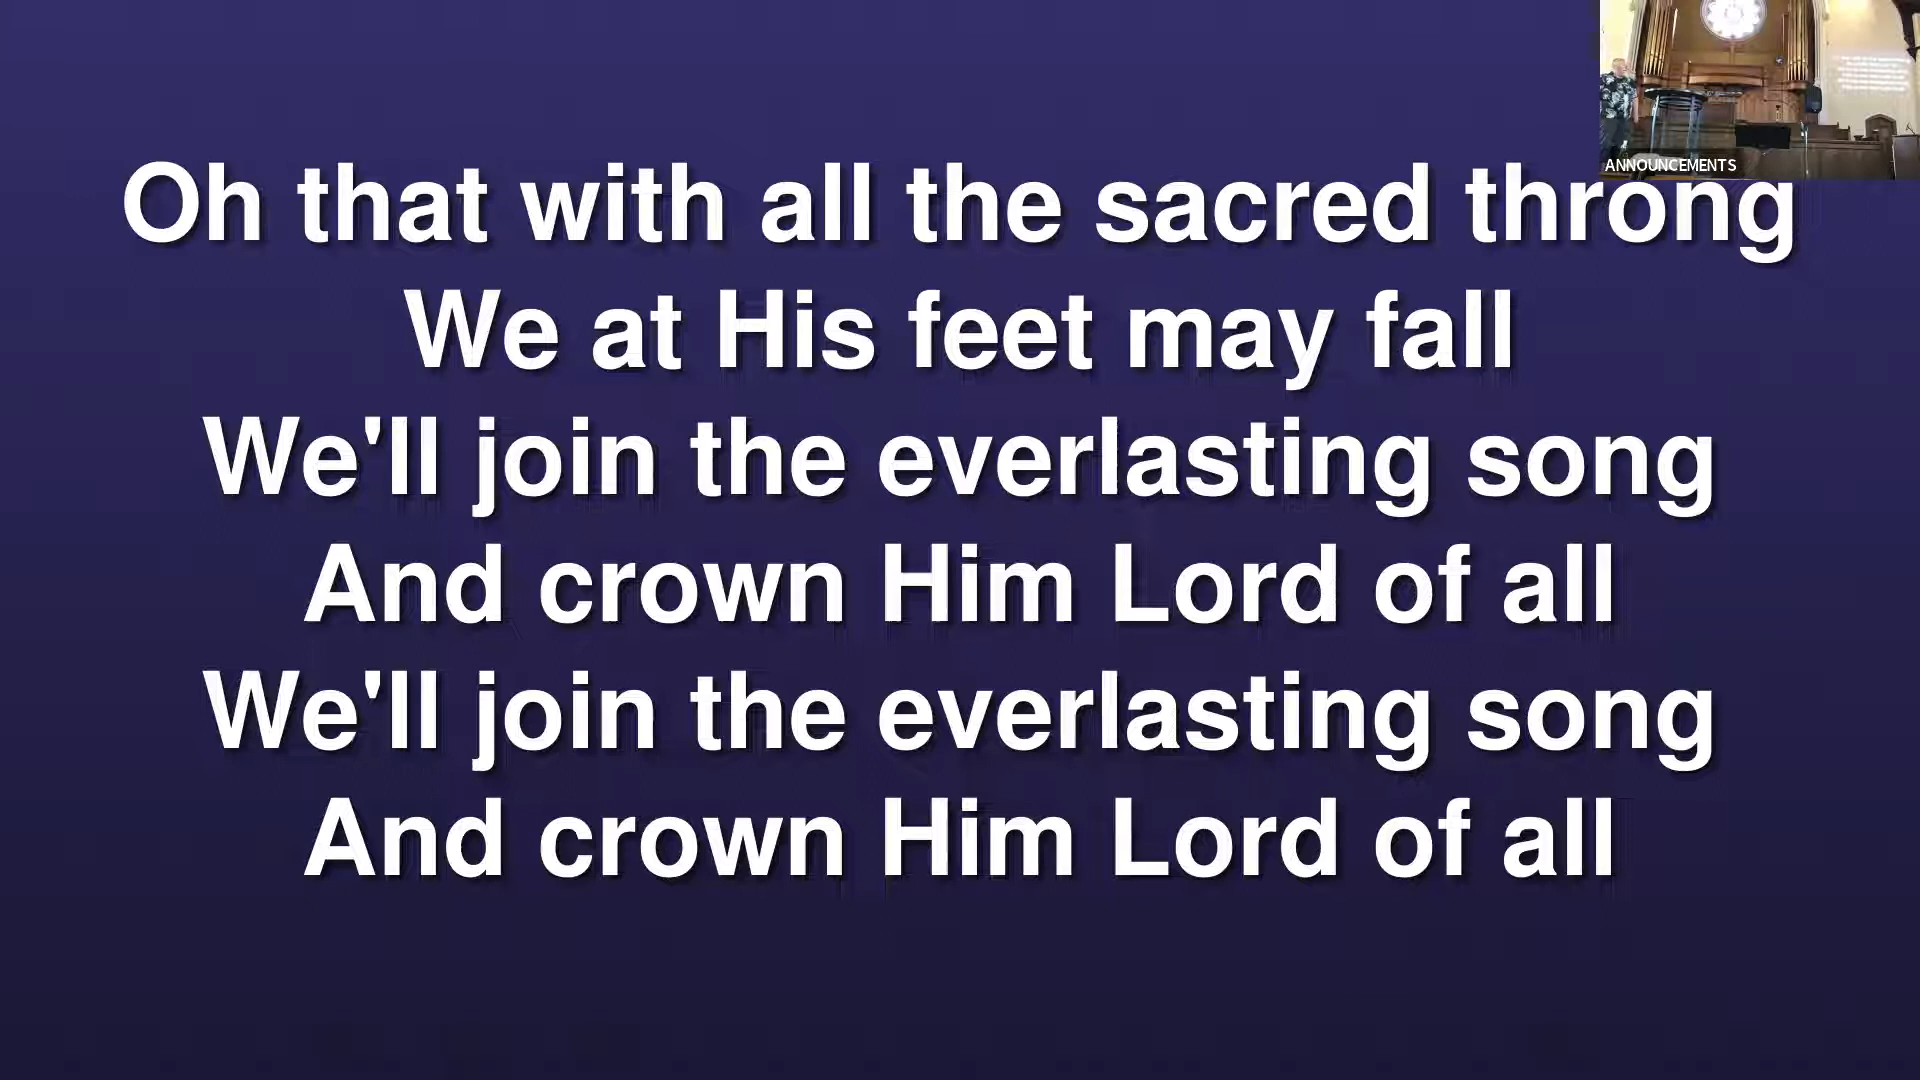 ANNOUNCEMENTS
Oh that with all the sacred throng
We at His feet may fall
We'll join the everlasting song
And crown Him Lord of all
We'll join the everlasting song
And crown Him Lord of all